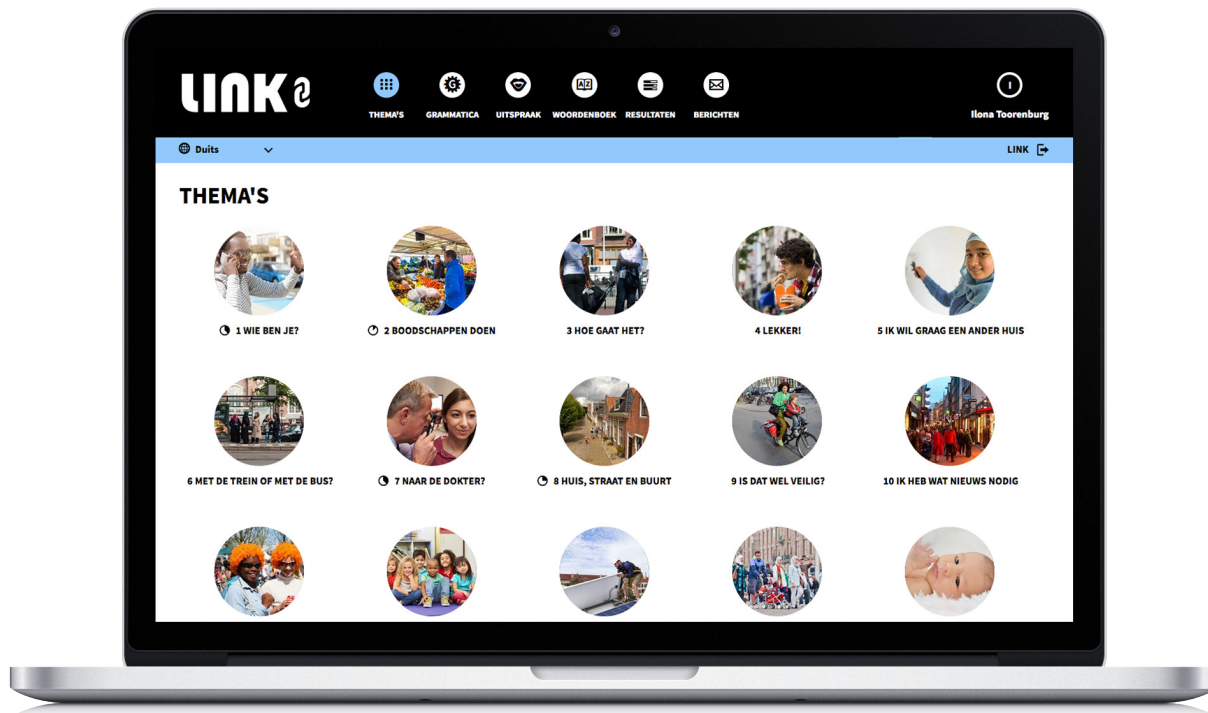 LINK
THEMA'S GRAMMATICA UITSPRAAK WOORDENBOEK RESULTATEN BERICHTEN
G
AZ
I
Ilona Toorenburg
Duits
LINK
THEMA'S
1 WIE BEN JE?
2 BOODSCHAPPEN DOEN
3 HOE GAAT HET?
4 LEKKER!
5 IK WIL GRAAG EEN ANDER HUIS
6 MET DE TREIN OF MET DE BUS?
7 NAAR DE DOKTER?
8 HUIS, STRAAT EN BUURT
9 IS DAT WEL VEILIG?
10 IK HEB WAT NIEUWS NODIG